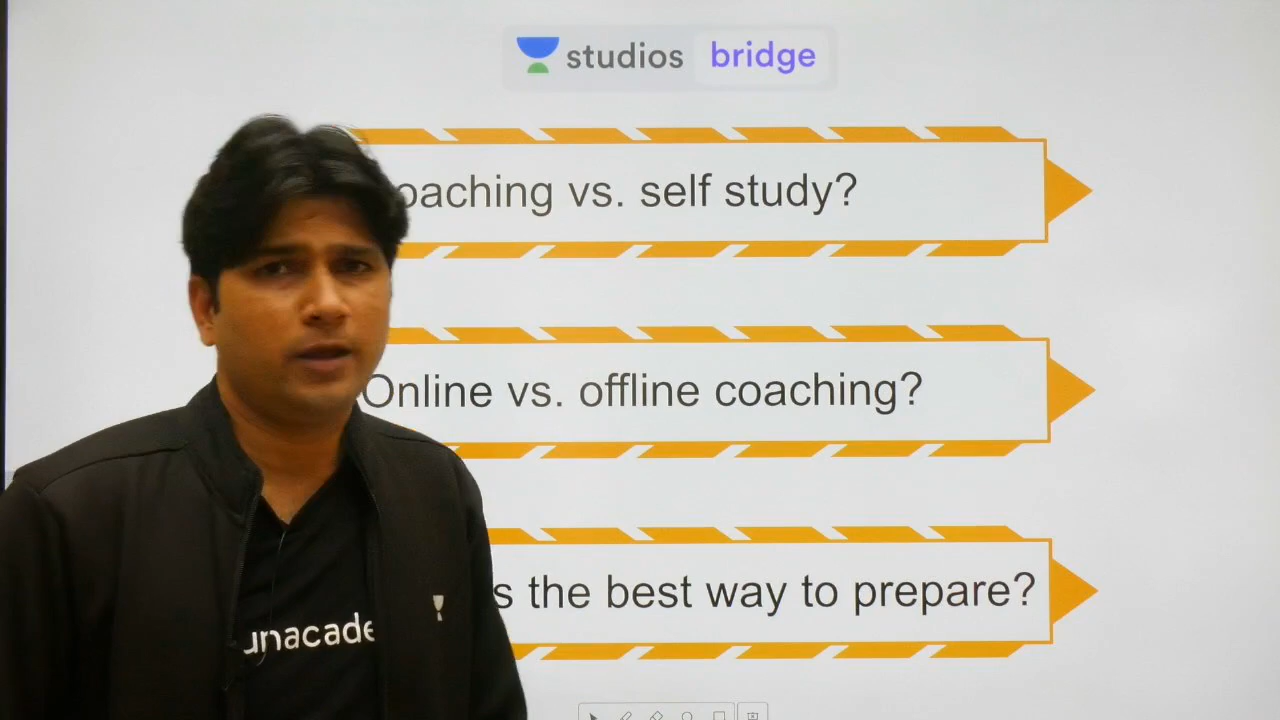 studios bridge
oaching vs. self study?
Online vs. offline coaching?
s the best way to prepare?
unacade